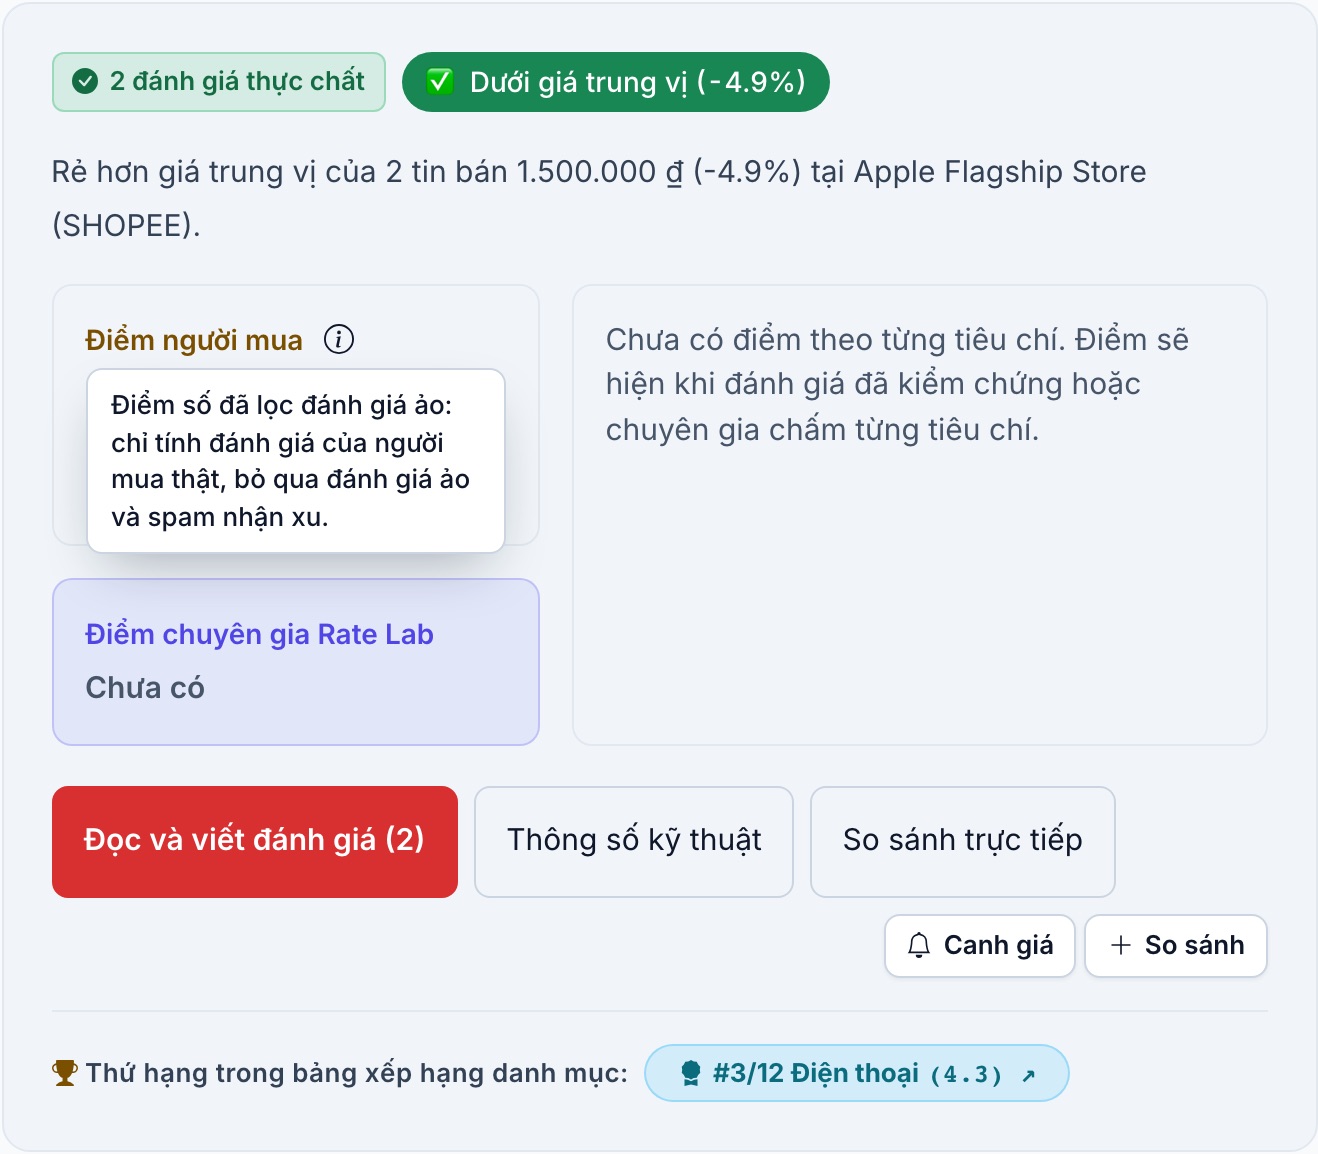 2 đánh giá thực chất
✅ Dưới giá trung vị (-4.9%)
Rẻ hơn giá trung vị của 2 tin bán 1.500.000 ₫ (-4.9%) tại Apple Flagship Store
(SHOPEE).
Điểm người mua
Điểm số đã lọc đánh giá ảo:
chỉ tính đánh giá của người
mua thật, bỏ qua đánh giá ảo
và spam nhận xu.
Chưa có điểm theo từng tiêu chí. Điểm sẽ
hiện khi đánh giá đã kiểm chứng hoặc
chuyên gia chấm từng tiêu chí.
Điểm chuyên gia Rate Lab
Chưa có
Đọc và viết đánh giá (2)
Thông số kỹ thuật
So sánh trực tiếp
Canh giá
+ So sánh
Thứ hạng trong bảng xếp hạng danh mục:
#3/12 Điện thoại (4.3) ↗